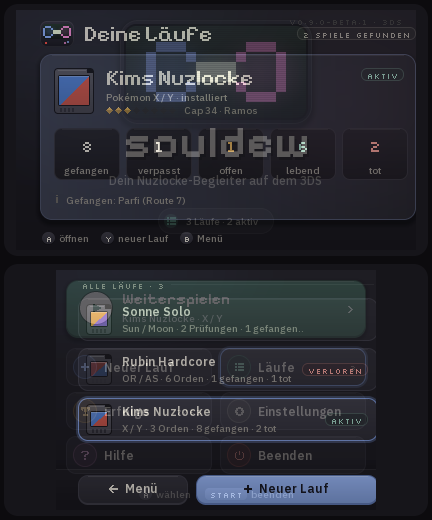 V0.9.0-BETA.1 · 3DS
Deine Läufe
2 SPIELE GEFUNDEN
Kims Nuzlocke
AKTIV
Pokémon X / Y · installiert
Cap 34 · Ramos
8 1 1 6 2
souldew
gefangen verpasst offen lebend tot
Dein Nuzlocke-Begleiter auf dem 3DS
Gefangen: Parfi (Route 7)
3 Läufe · 2 aktiv
A öffnen Y neuer Lauf B Menü
ALLE LÄUFE · 3
Weiterspielen
Sonne Solo
Kims Nuzlocke · X / Y
Sun / Moon · 2 Prüfungen · 1 gefangen..
Rubin Hardcore
Neuer Lauf
Läufe
VERLOREN
OR / AS · 6 Orden · 1 gefangen · 1 tot
Kims Nuzlocke
Einstellungen
AKTIV
X / Y · 3 Orden · 8 gefangen · 2 tot
? Hilfe
Beenden
← Menü
+ Neuer Lauf
A wählen START beenden